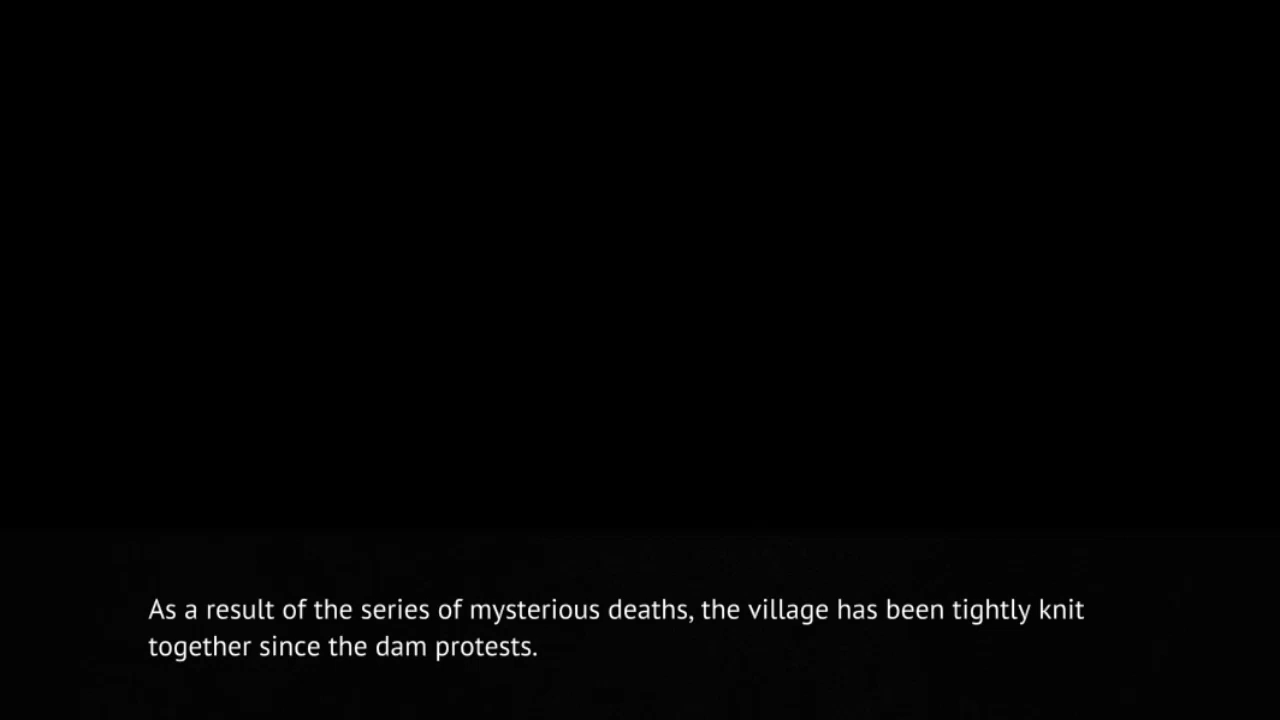 As a result of the series of mysterious deaths, the village has been tightly knit
together since the dam protests.